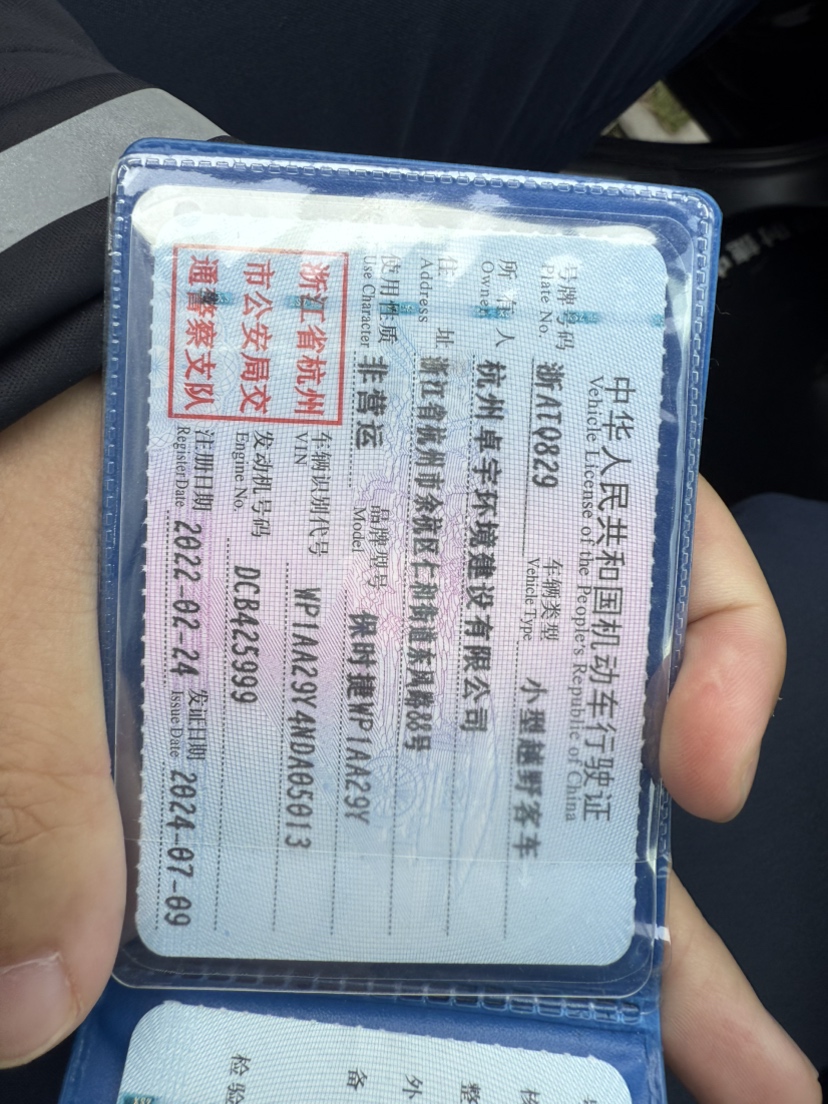 中华人民共和国机动车行驶证
Vehicle License of the People's Republic of China
号牌号码 浙ATQ829 车辆类型 小型越野客车
Plate No. Vehicle Type
所有人 杭州卓宇环境建设有限公司
Owner
住址 浙江省杭州市余杭区仁和街道东风路88号
Address
使用性质 非营运 品牌型号 保时捷WP1AA29Y
Use Character Model
浙江省杭州
市公安局交
通警察支队
车辆识别代号 WP1AA29Y4NDA05013
VIN
发动机号码 DCB425999
Engine No.
注册日期 2022-02-24 发证日期 2024-07-09
Register Date Issue Date
核
整
外
备
检验